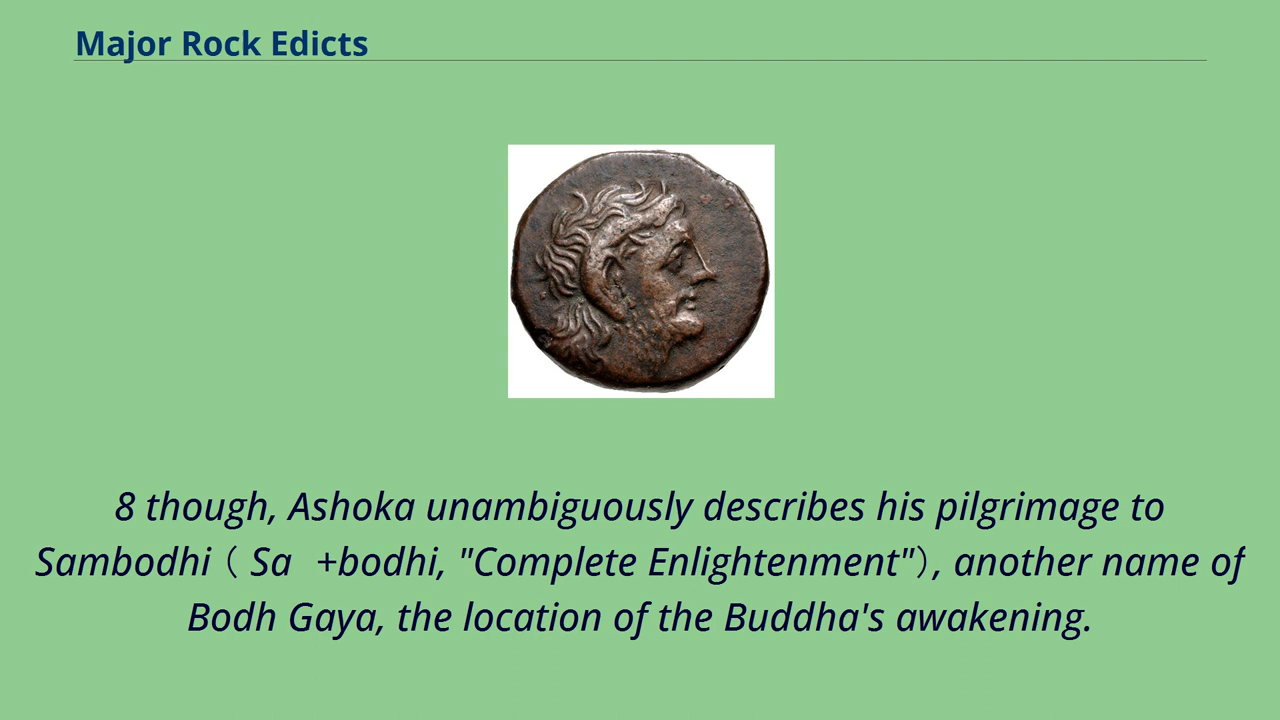 Major Rock Edicts
8 though, Ashoka unambiguously describes his pilgrimage to
Sambodhi ( Sa +bodhi, "Complete Enlightenment"), another name of
Bodh Gaya, the location of the Buddha's awakening.